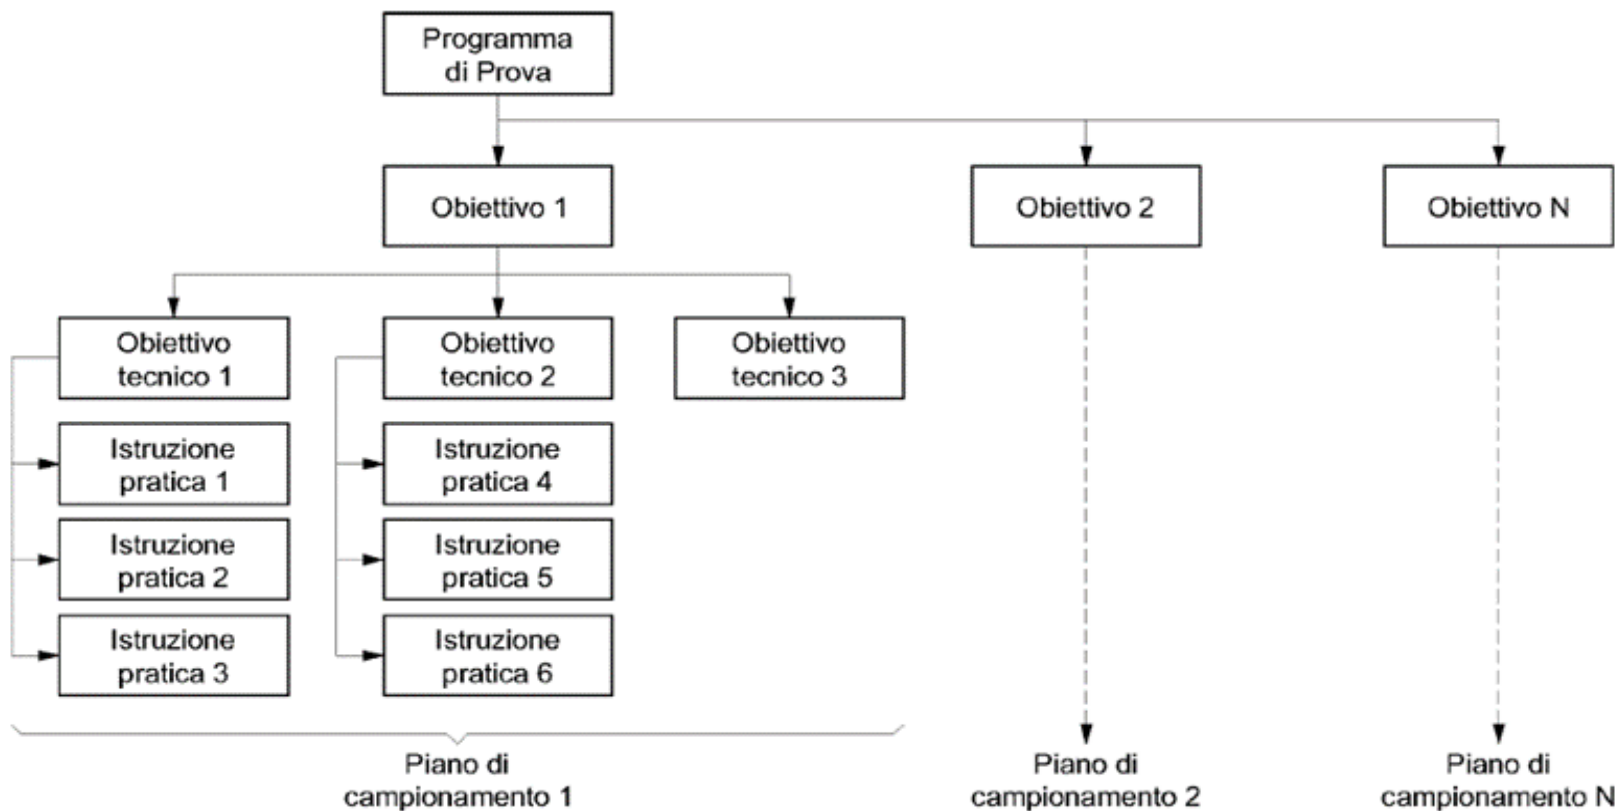 Programma
di Prova
Obiettivo 1
Obiettivo 2
Obiettivo N
Obiettivo
tecnico 1
Obiettivo
tecnico 2
Obiettivo
tecnico 3
Istruzione
pratica 1
Istruzione
pratica 4
Istruzione
pratica 2
Istruzione
pratica 5
Istruzione
pratica 3
Istruzione
pratica 6
Piano di
campionamento 1
Piano di
campionamento 2
Piano di
campionamento N